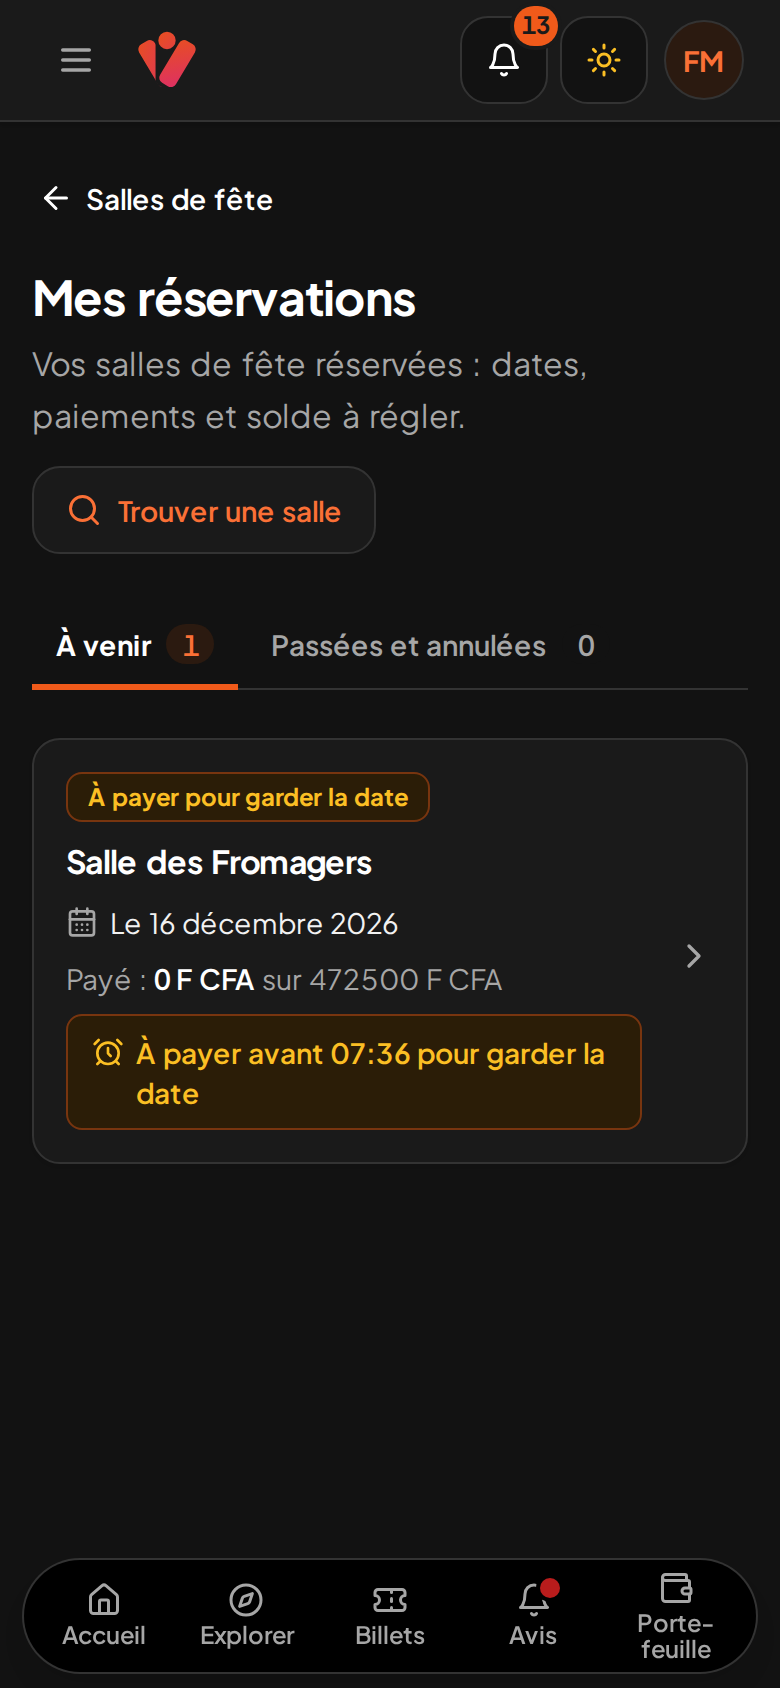 13
FM
Salles de fête
Mes réservations
Vos salles de fête réservées : dates,
paiements et solde à régler.
Trouver une salle
À venir 1 Passées et annulées 0
À payer pour garder la date
Salle des Fromagers
Le 16 décembre 2026
Payé : 0 F CFA sur 472500 F CFA
À payer avant 07:36 pour garder la
date
Accueil Explorer Billets Avis Porte-
feuille